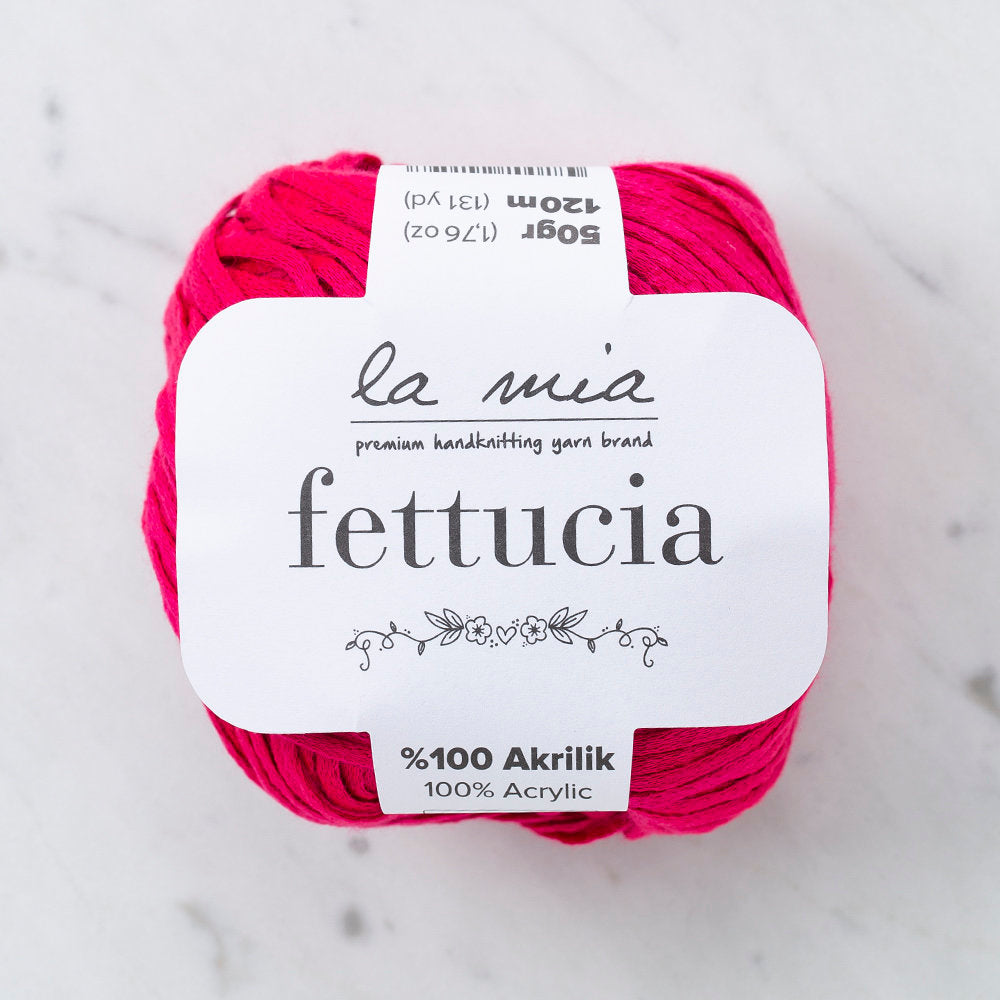 50gr (1,76 oz)
120m (131 yd)
la mia
premium handknitting yarn brand
fettucia
%100 Akrilik
100% Acrylic